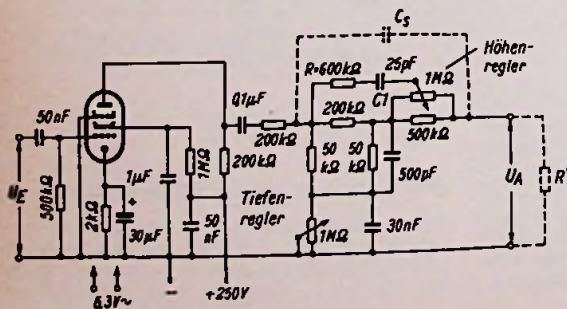 C_S
Höhen-
regler
R=600kΩ
25pF
1MΩ
50nF
0,1μF
200kΩ
200kΩ
C1
500kΩ
U_E
500kΩ
2kΩ
30μF
+
1μF
1MΩ
200kΩ
50
kΩ
50
kΩ
500pF
U_A
R'
Tiefen-
regler
50
nF
1MΩ
30nF
6,3V~
−
+250V